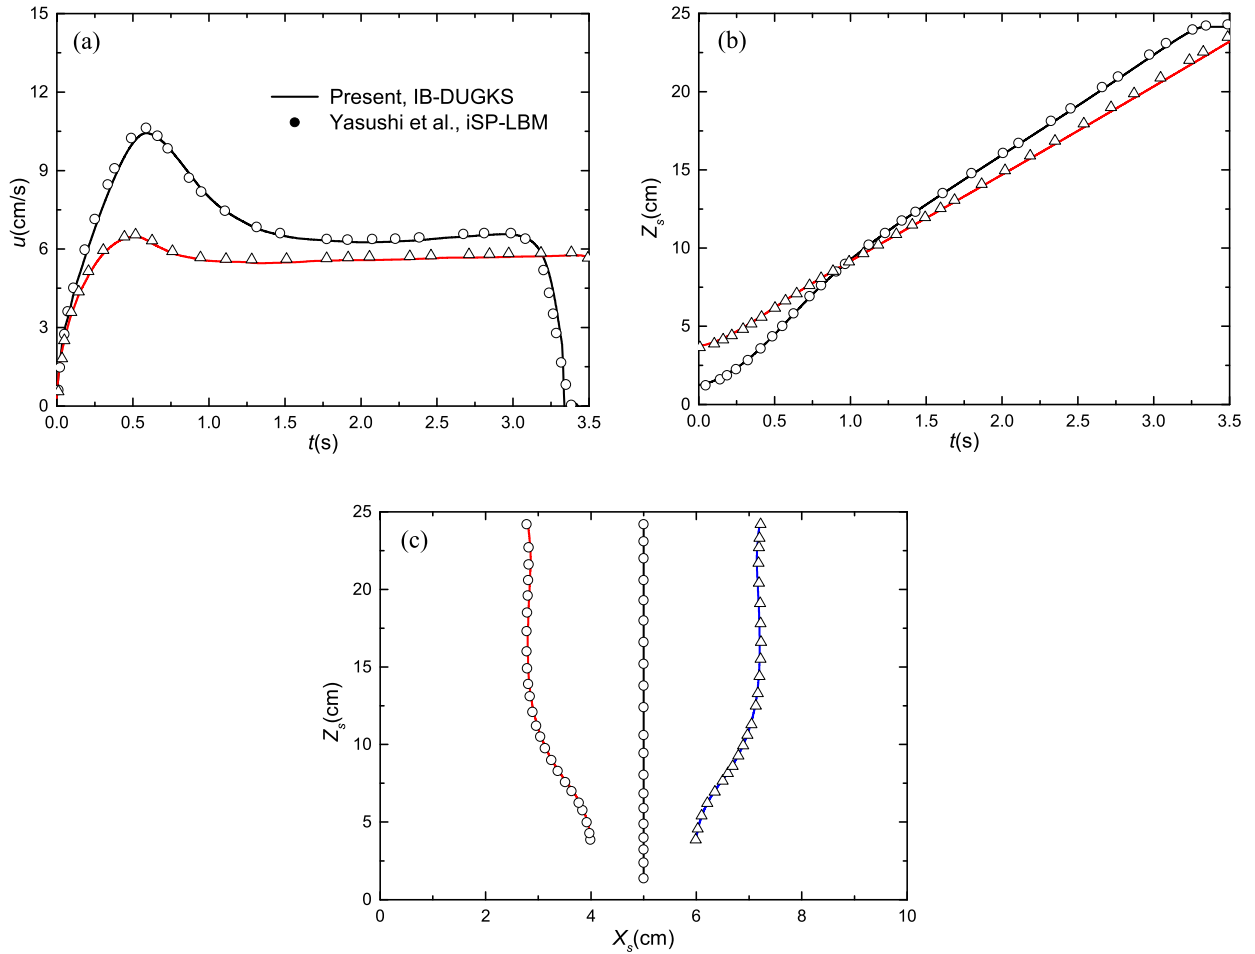 (a)
15
12
9
6
3
0
u(cm/s)
Present, IB-DUGKS
Yasushi et al., iSP-LBM
0.0 0.5 1.0 1.5 2.0 2.5 3.0 3.5
t(s)
(b)
25
20
15
10
5
0
Zs(cm)
0.0 0.5 1.0 1.5 2.0 2.5 3.0 3.5
t(s)
(c)
25
20
15
10
5
0
Zs(cm)
0 2 4 6 8 10
Xs(cm)